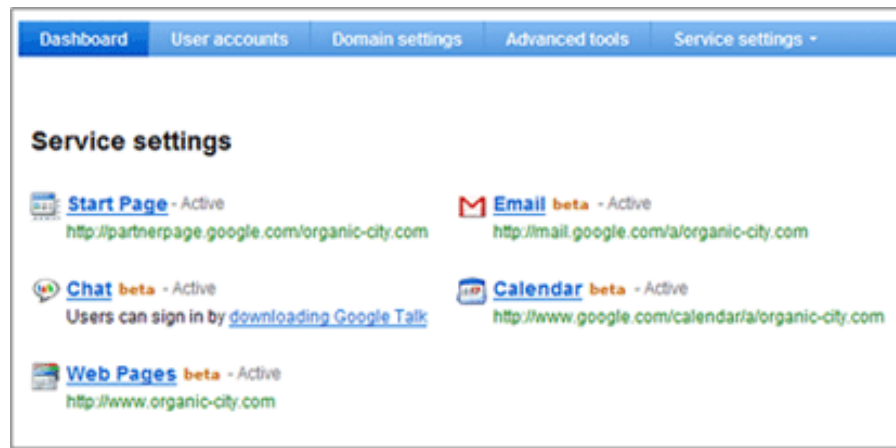 Dashboard User accounts Domain settings Advanced tools Service settings
Service settings
Start Page - Active
http://partnerpage.google.com/organic-city.com
Email beta - Active
http://mail.google.com/a/organic-city.com
Chat beta - Active
Users can sign in by downloading Google Talk
Calendar beta - Active
http://www.google.com/calendar/a/organic-city.com
Web Pages beta - Active
http://www.organic-city.com